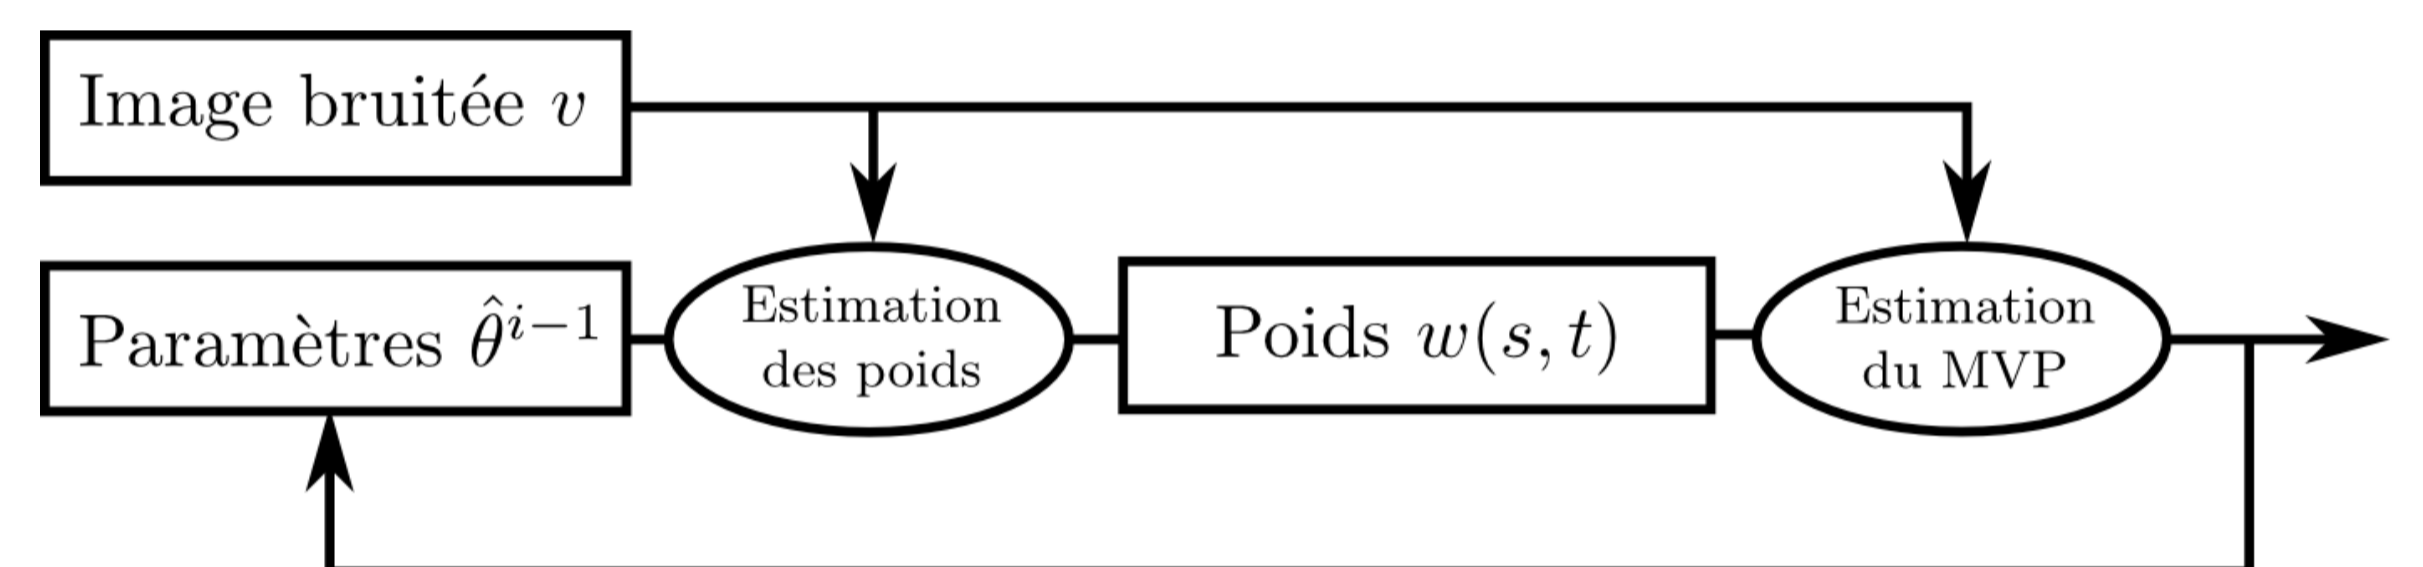 Image bruitée v
Paramètres θ̂^{i−1}
Estimation
des poids
Poids w(s, t)
Estimation
du MVP